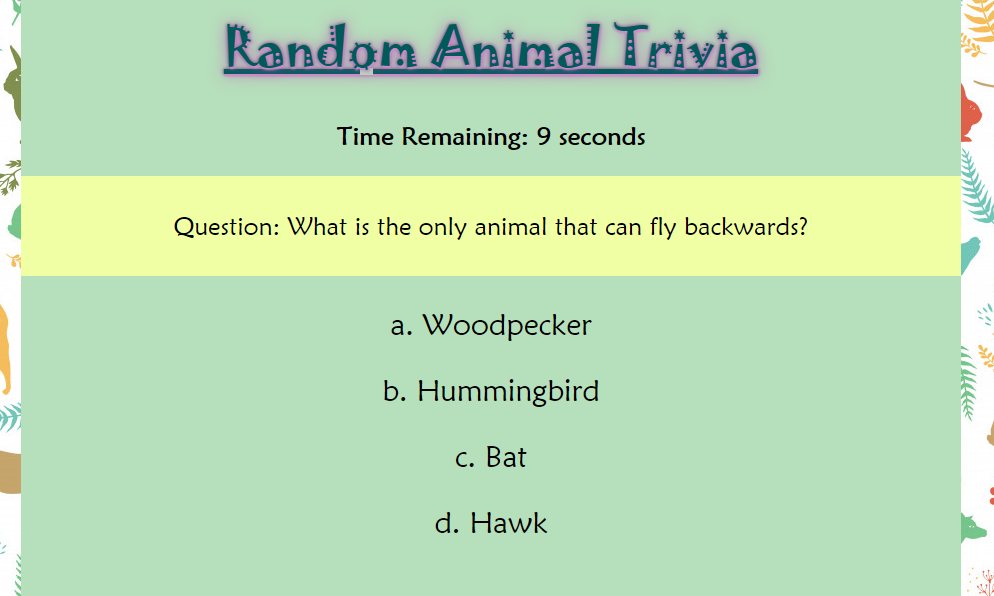 Random Animal Trivia
Time Remaining: 9 seconds
Question: What is the only animal that can fly backwards?
a. Woodpecker
b. Hummingbird
c. Bat
d. Hawk